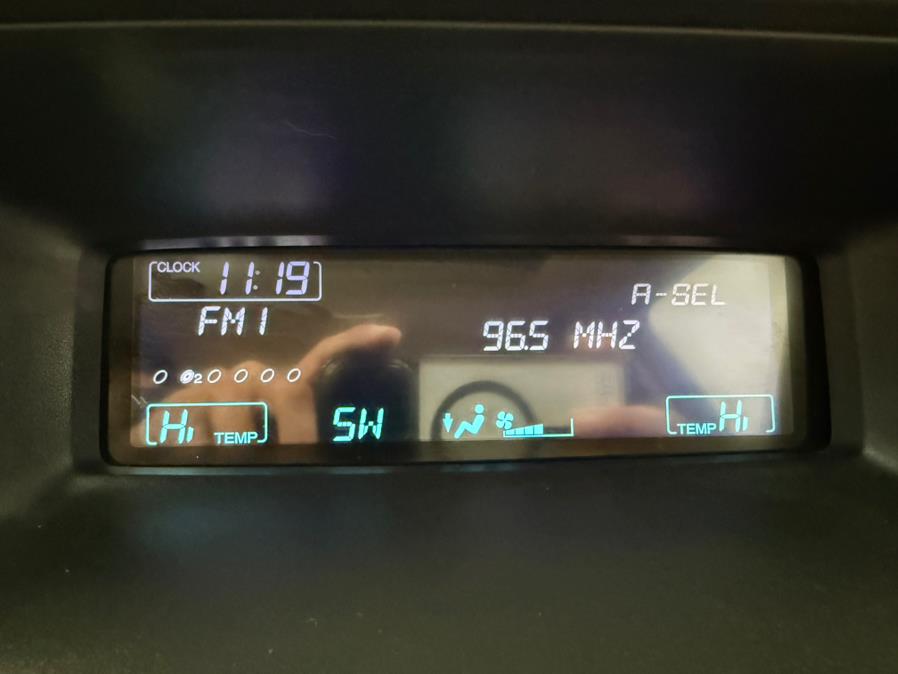 CLOCK 11:19
A-SEL
FM1
96.5 MHZ
2
Hi TEMP
SW
TEMP Hi